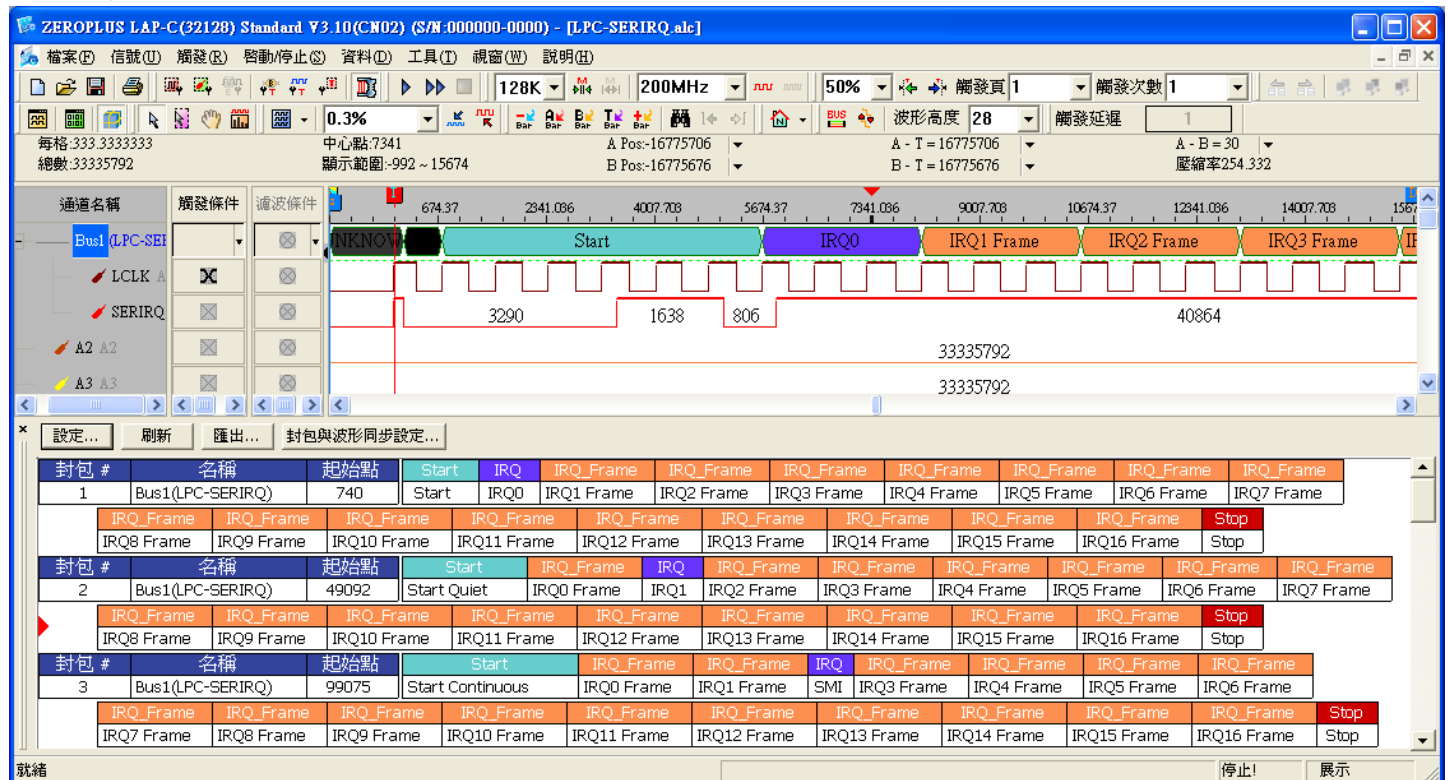 ZEROPLUS LAP-C(32128) Standard V3.10(CN02) (S/N:000000-0000) - [LPC-SERIRQ.alc]
檔案(F) 信號(U) 觸發(R) 啓動/停止(S) 資料(D) 工具(T) 視窗(W) 說明(H)
128K 200MHz 50% 觸發頁 1 觸發次數 1
0.3% Bar A Bar B Bar T Bar Bar BUS 波形高度 28 觸發延遲 1
每格:333.3333333 中心點:7341 A Pos:-16775706 A - T = 16775706 A - B = 30
總數:33335792 顯示範圍:-992 ~ 15674 B Pos:-16775676 B - T = 16775676 壓縮率254.332
通道名稱 觸發條件 濾波條件 674.37 2341.036 4007.703 5674.37 7341.036 9007.703 10674.37 12341.036 14007.703 1567
Bus1 (LPC-SEI NKNOW Start IRQ0 IRQ1 Frame IRQ2 Frame IRQ3 Frame IF
LCLK A
SERIRQ 3290 1638 806 40864
A2 A2 33335792
A3 A3 33335792
設定... 刷新 匯出... 封包與波形同步設定...
封包 # 名稱 起始點 Start IRQ IRQ_Frame IRQ_Frame IRQ_Frame IRQ_Frame IRQ_Frame IRQ_Frame IRQ_Frame
1 Bus1(LPC-SERIRQ) 740 Start IRQ0 IRQ1 Frame IRQ2 Frame IRQ3 Frame IRQ4 Frame IRQ5 Frame IRQ6 Frame IRQ7 Frame
IRQ_Frame IRQ_Frame IRQ_Frame IRQ_Frame IRQ_Frame IRQ_Frame IRQ_Frame IRQ_Frame IRQ_Frame Stop
IRQ8 Frame IRQ9 Frame IRQ10 Frame IRQ11 Frame IRQ12 Frame IRQ13 Frame IRQ14 Frame IRQ15 Frame IRQ16 Frame Stop
封包 # 名稱 起始點 Start IRQ_Frame IRQ IRQ_Frame IRQ_Frame IRQ_Frame IRQ_Frame IRQ_Frame IRQ_Frame
2 Bus1(LPC-SERIRQ) 49092 Start Quiet IRQ0 Frame IRQ1 IRQ2 Frame IRQ3 Frame IRQ4 Frame IRQ5 Frame IRQ6 Frame IRQ7 Frame
IRQ_Frame IRQ_Frame IRQ_Frame IRQ_Frame IRQ_Frame IRQ_Frame IRQ_Frame IRQ_Frame IRQ_Frame Stop
IRQ8 Frame IRQ9 Frame IRQ10 Frame IRQ11 Frame IRQ12 Frame IRQ13 Frame IRQ14 Frame IRQ15 Frame IRQ16 Frame Stop
封包 # 名稱 起始點 Start IRQ_Frame IRQ_Frame IRQ IRQ_Frame IRQ_Frame IRQ_Frame IRQ_Frame
3 Bus1(LPC-SERIRQ) 99075 Start Continuous IRQ0 Frame IRQ1 Frame SMI IRQ3 Frame IRQ4 Frame IRQ5 Frame IRQ6 Frame
IRQ_Frame IRQ_Frame IRQ_Frame IRQ_Frame IRQ_Frame IRQ_Frame IRQ_Frame IRQ_Frame IRQ_Frame IRQ_Frame Stop
IRQ7 Frame IRQ8 Frame IRQ9 Frame IRQ10 Frame IRQ11 Frame IRQ12 Frame IRQ13 Frame IRQ14 Frame IRQ15 Frame IRQ16 Frame Stop
就緒 停止! 展示